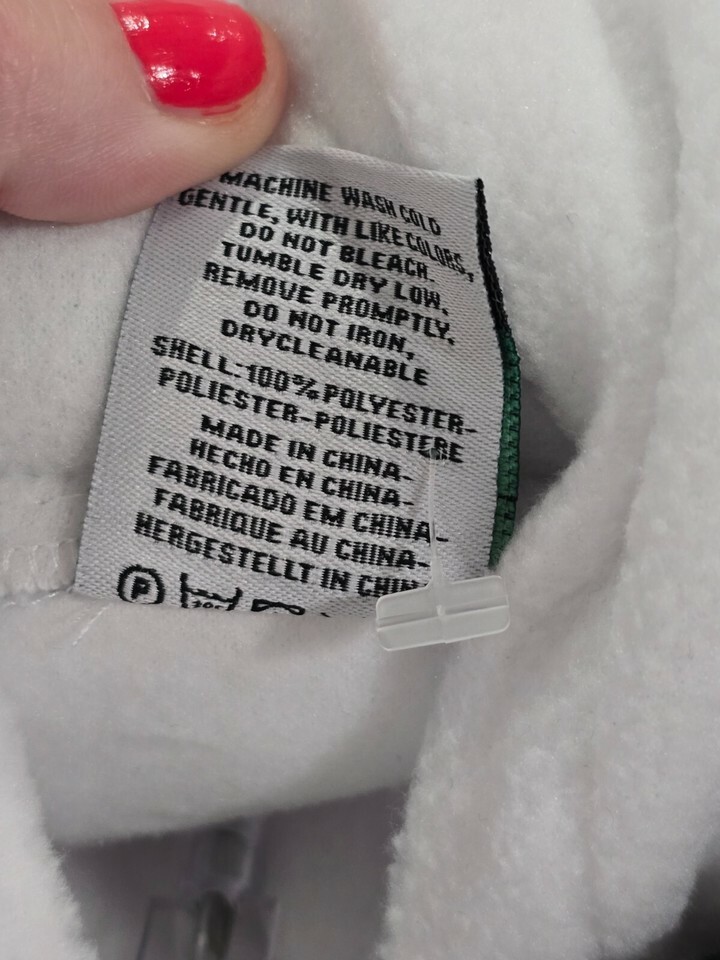 MACHINE WASH COLD
GENTLE, WITH LIKE COLORS,
DO NOT BLEACH.
TUMBLE DRY LOW.
REMOVE PROMPTLY.
DO NOT IRON,
DRYCLEANABLE
SHELL:100% POLYESTER-
POLIESTER-POLIESTERE
MADE IN CHINA-
HECHO EN CHINA-
FABRICADO EM CHINA-
FABRIQUE AU CHINA-
HERGESTELLT IN
P